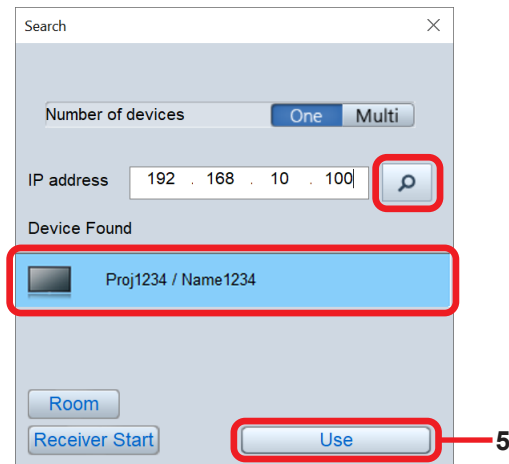 Search
Number of devices One Multi
IP address 192 . 168 . 10 . 100
Device Found
Proj1234 / Name1234
Room
Receiver Start Use 5